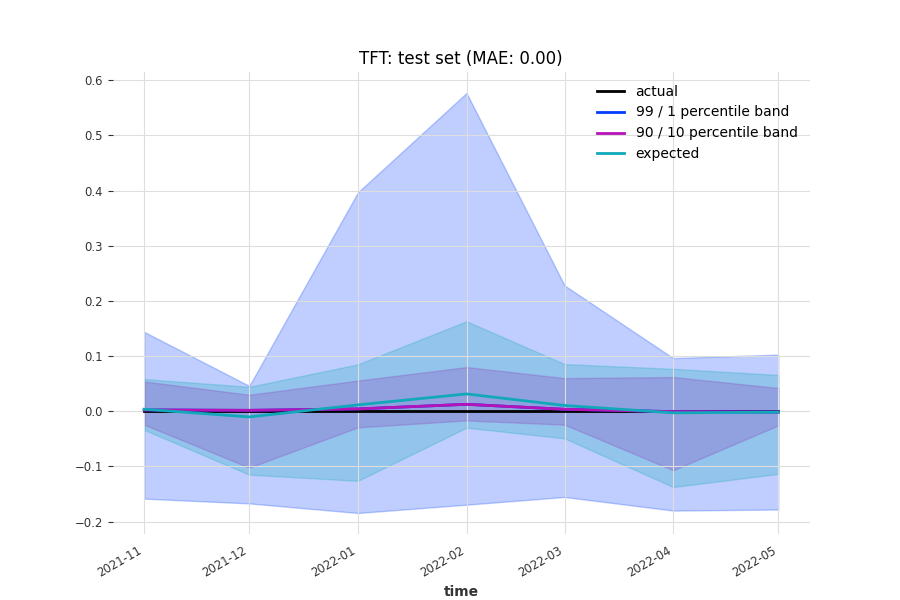 TFT: test set (MAE: 0.00)
actual
99 / 1 percentile band
90 / 10 percentile band
expected
0.6
0.5
0.4
0.3
0.2
0.1
0.0
−0.1
−0.2
2021-11
2021-12
2022-01
2022-02
2022-03
2022-04
2022-05
time